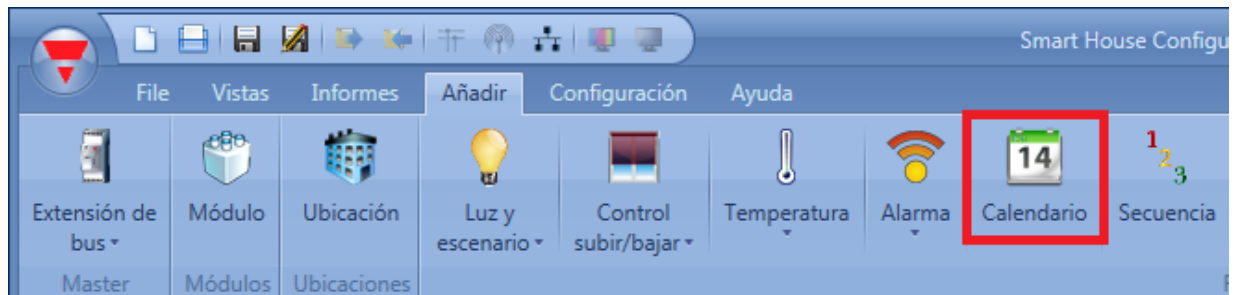 Smart House Configu
File Vistas Informes Añadir Configuración Ayuda
14
1 2 3
Extensión de bus
Módulo
Ubicación
Luz y escenario
Control subir/bajar
Temperatura
Alarma
Calendario
Secuencia
Master Módulos Ubicaciones